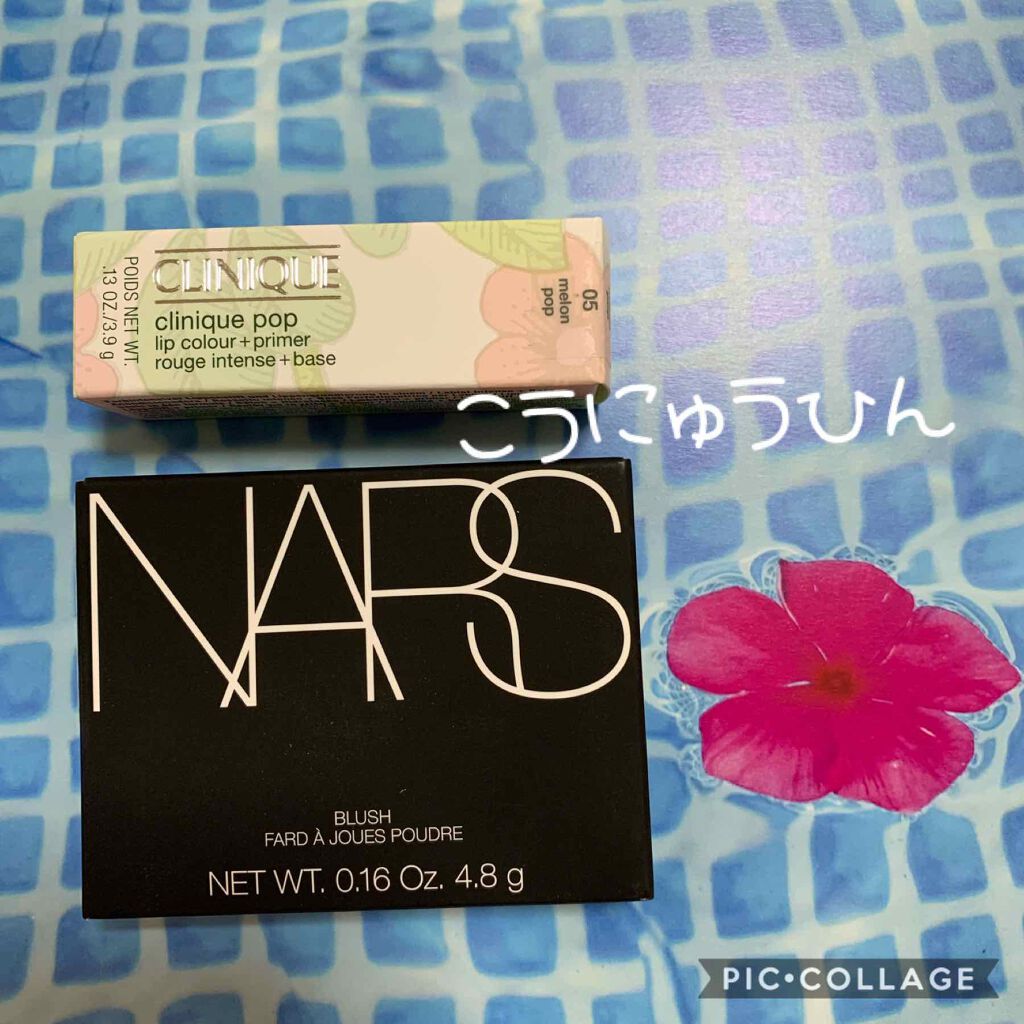 CLINIQUE
clinique pop
lip colour + primer
rouge intense + base
POIDS NET WT.
.13 OZ./3.9 g
05
melon
pop
こうにゅうひん
NARS
BLUSH
FARD À JOUES POUDRE
NET WT. 0.16 Oz. 4.8 g
PIC•COLLAGE